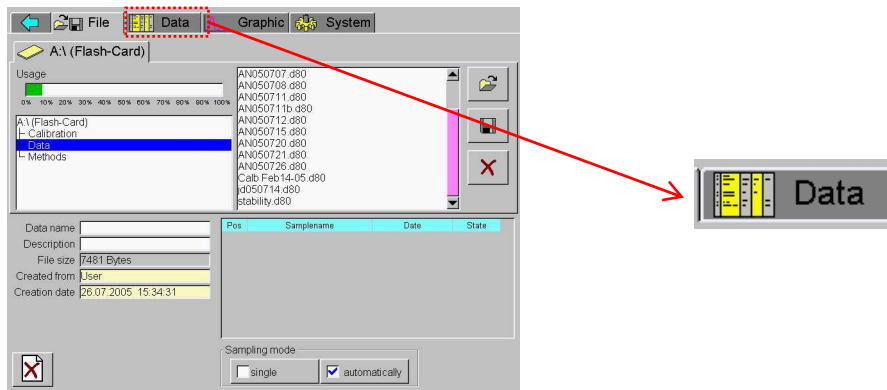 File Data Graphic System
A:\ (Flash-Card)
Usage
0% 10% 20% 30% 40% 50% 60% 70% 80% 90% 100%
A:\ (Flash-Card)
Calibration
Data
Methods
AN050707.d80
AN050708.d80
AN050711.d80
AN050711b.d80
AN050712.d80
AN050715.d80
AN050720.d80
AN050721.d80
AN050726.d80
Calb Feb14-05.d80
jd050714.d80
stability.d80
Data
Data name
Description
File size 7481 Bytes
Created from User
Creation date 26.07.2005 15:34:31
Pos Samplename Date State
Sampling mode
single automatically